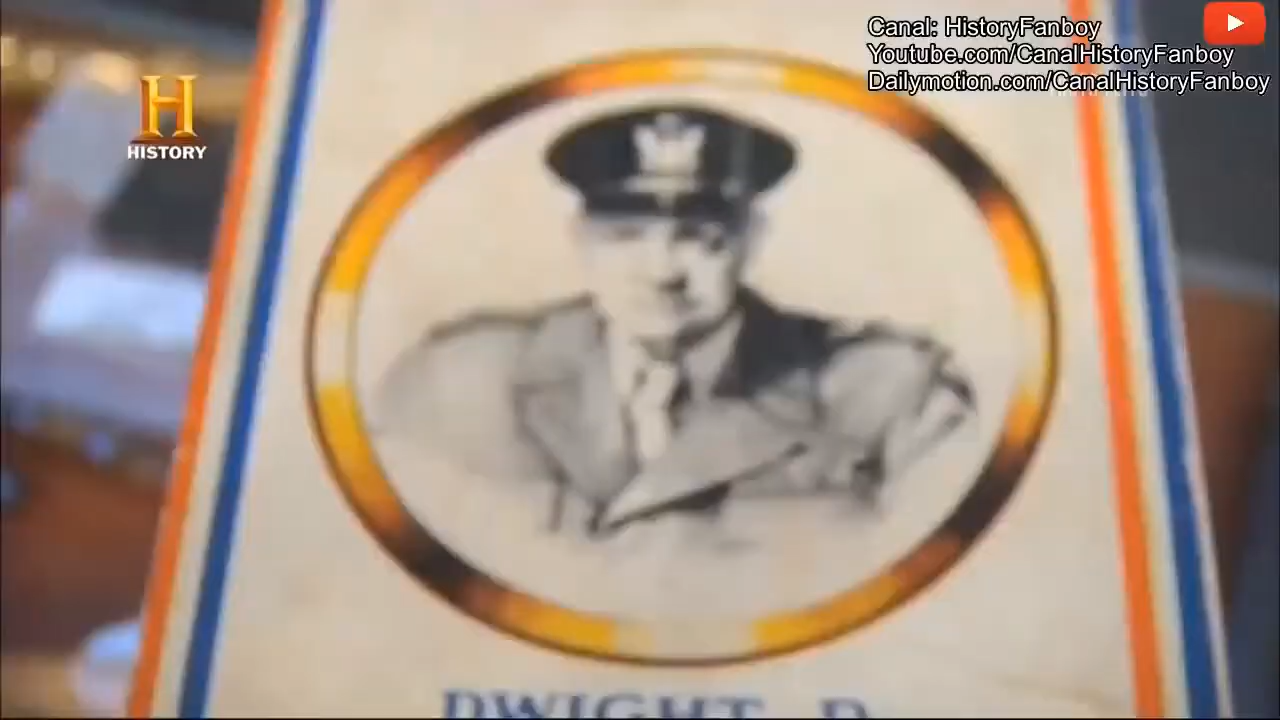 Canal: HistoryFanboy
Youtube.com/CanalHistoryFanboy
Dailymotion.com/CanalHistoryFanboy
H
HISTORY
DWIGHT D